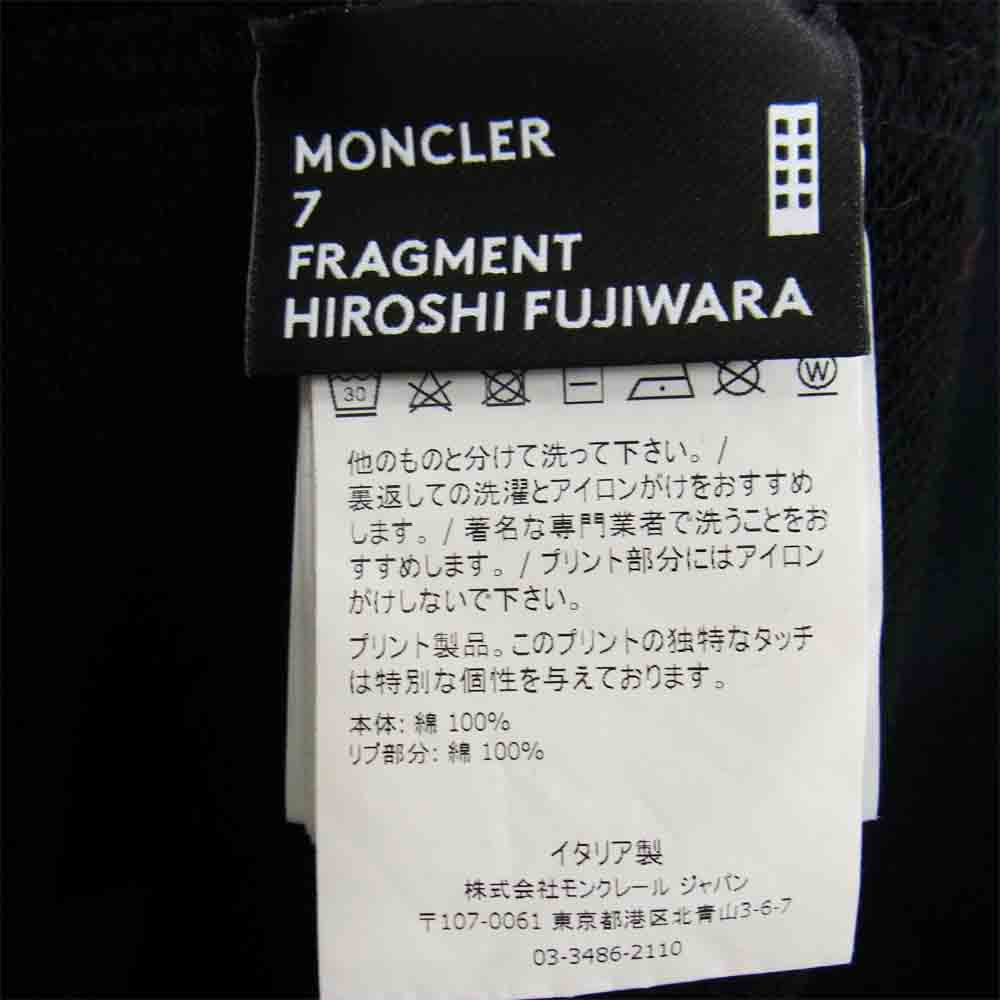 MONCLER
7
FRAGMENT
HIROSHI FUJIWARA
30
W
他のものと分けて洗って下さい。 /
裏返しての洗濯とアイロンがけをおすすめ
します。 / 著名な専門業者で洗うことをお
すすめします。 / プリント部分にはアイロン
がけしないで下さい。
プリント製品。このプリントの独特なタッチ
は特別な個性を与えております。
本体: 綿 100%
リブ部分: 綿 100%
イタリア製
株式会社モンクレール ジャパン
〒107-0061 東京都港区北青山3-6-7
03-3486-2110